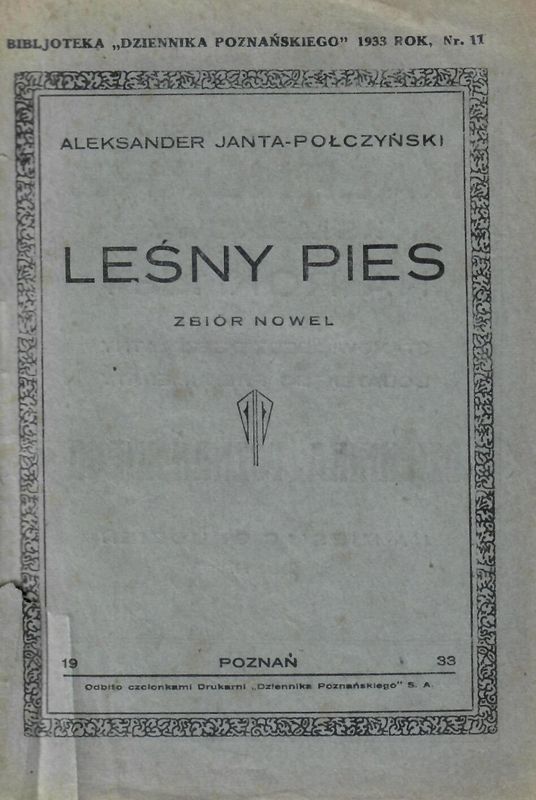 BIBLJOTEKA „DZIENNIKA POZNAŃSKIEGO” 1933 ROK, Nr. 11
ALEKSANDER JANTA-POŁCZYŃSKI
LEŚNY PIES
ZBIÓR NOWEL
19 POZNAŃ 33
Odbito czcionkami Drukarni „Dziennika Poznańskiego” S. A.